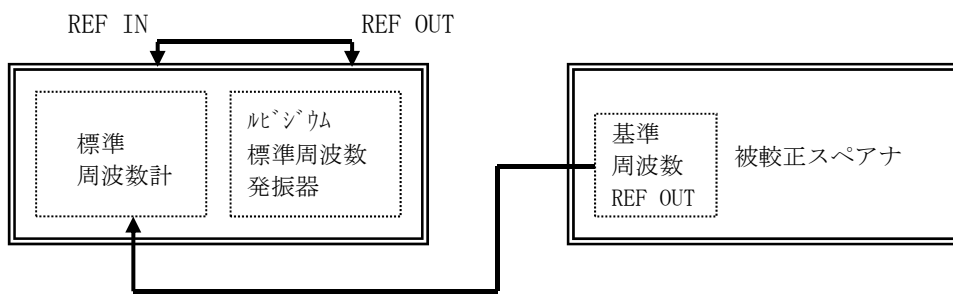 REF IN
REF OUT
標準
周波数計
ﾙﾋﾞｼﾞｳﾑ
標準周波数
発振器
基準
周波数
REF OUT
被較正スペアナ